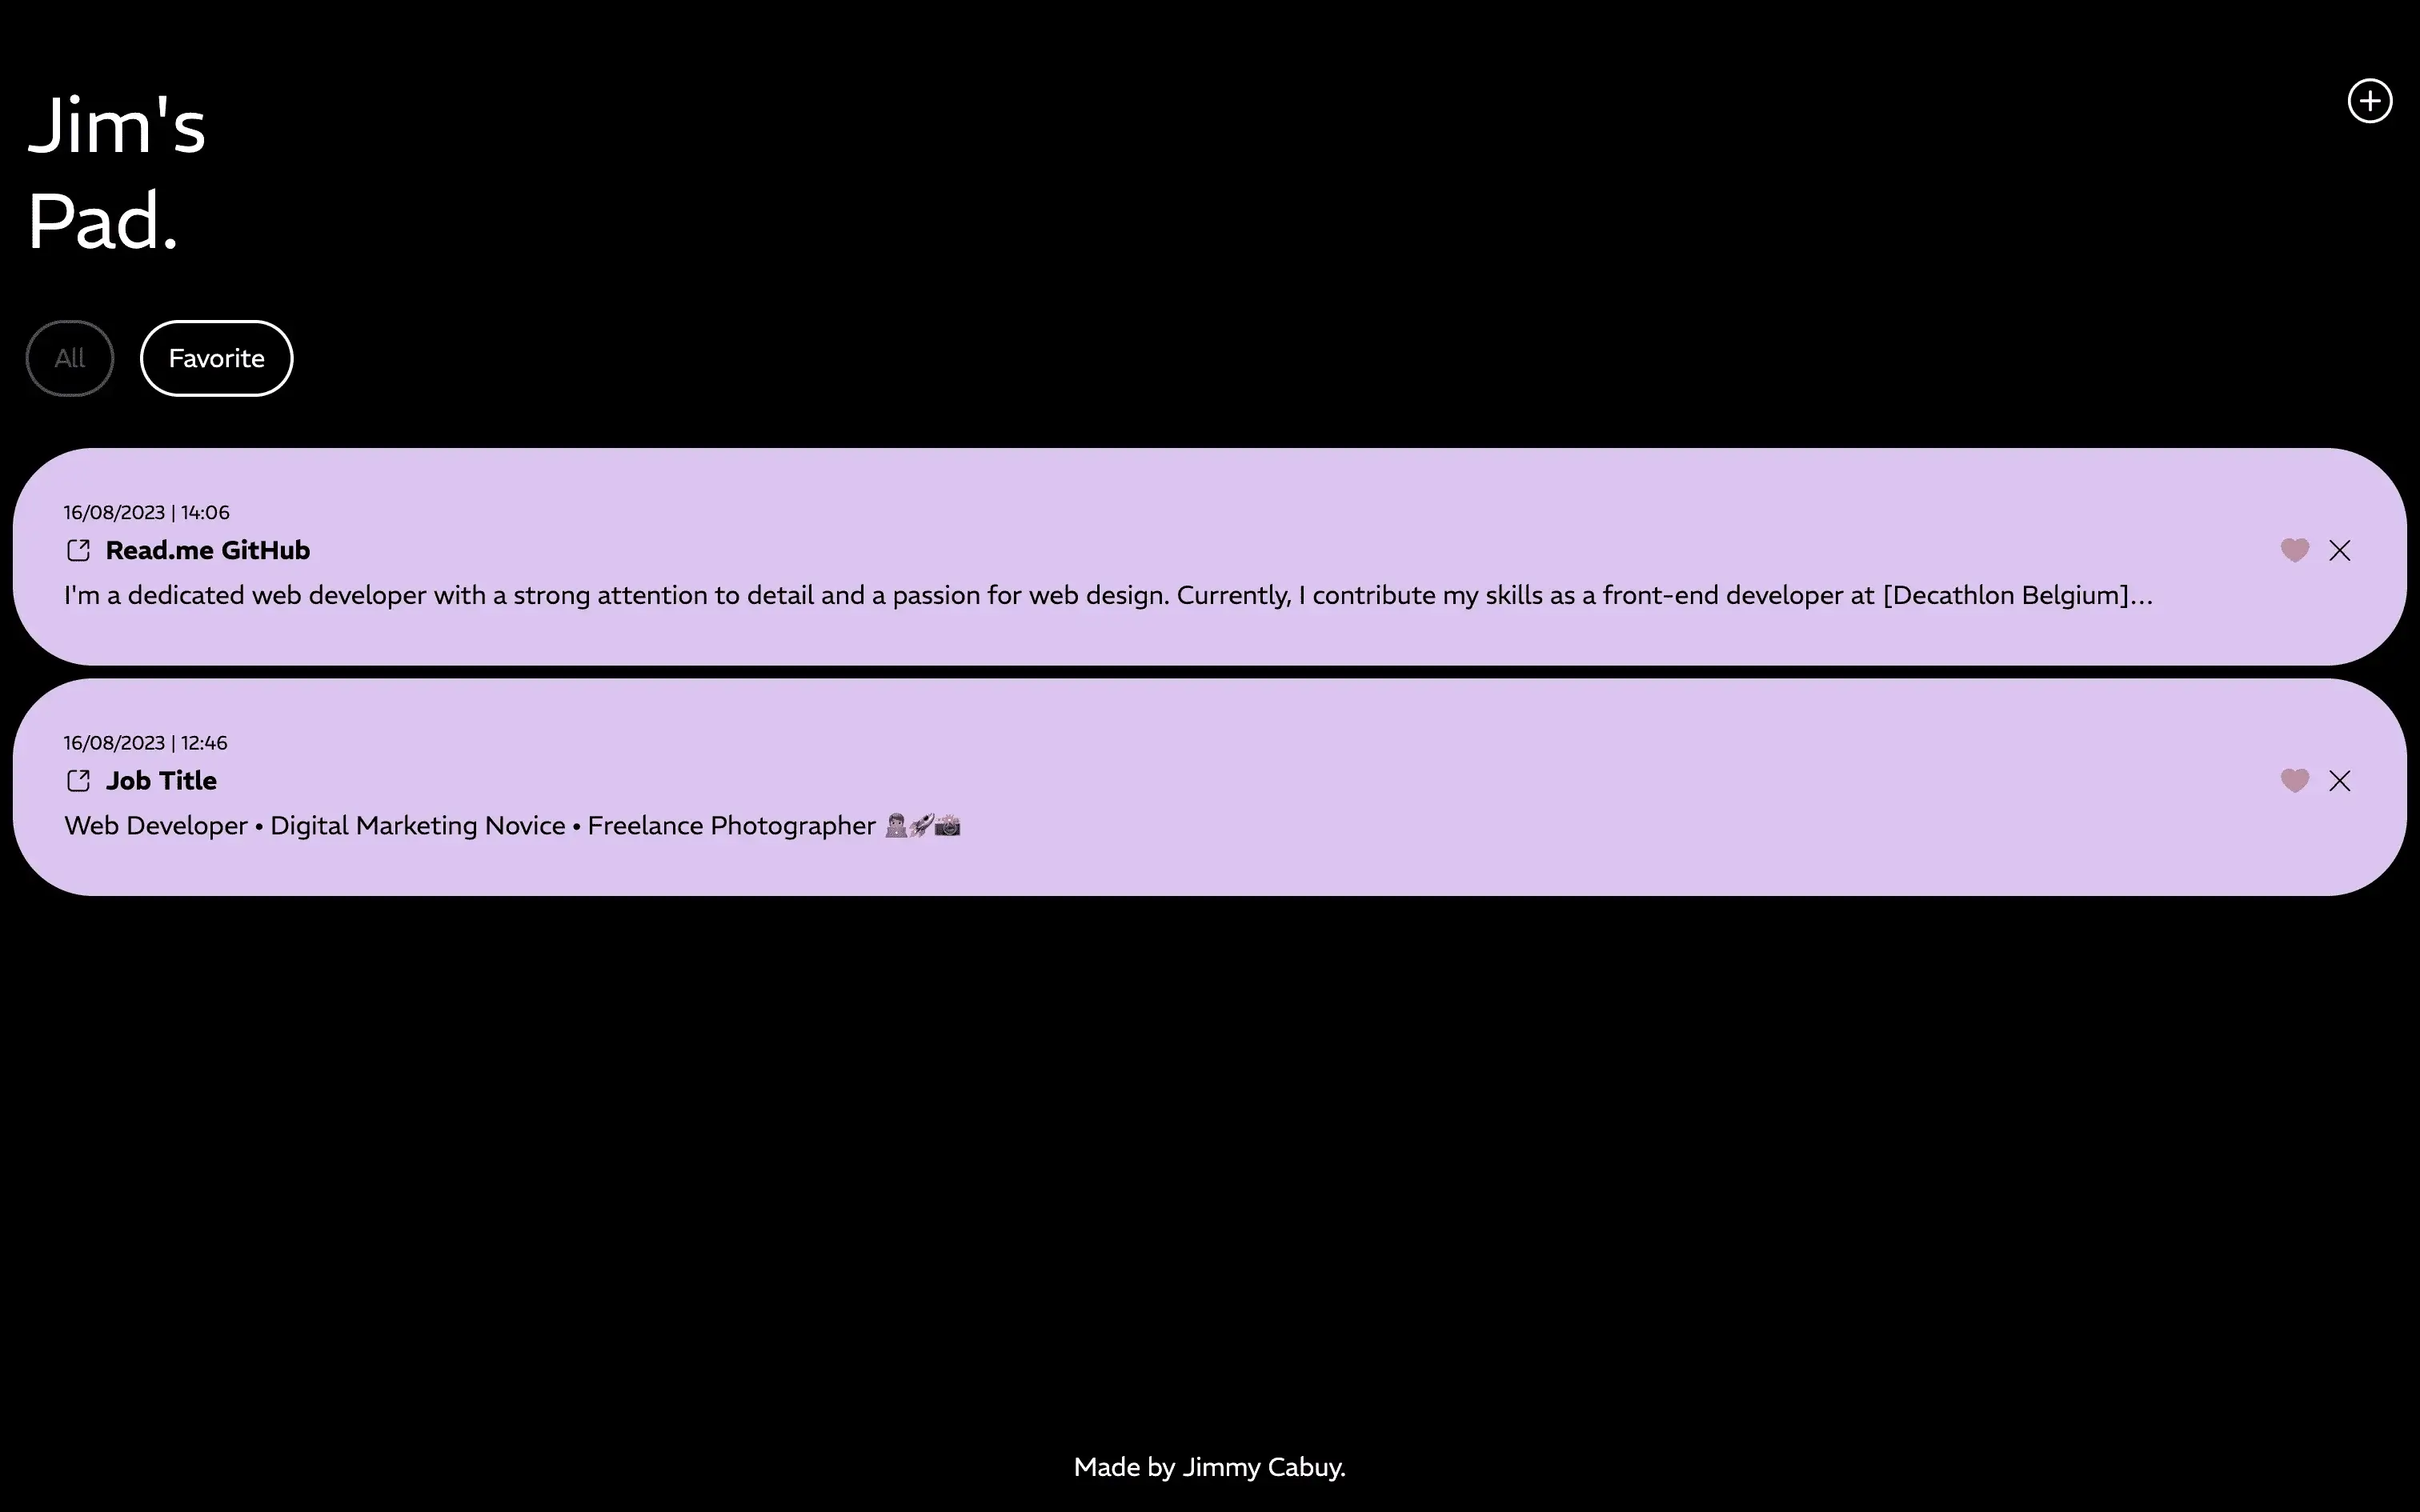 Jim's
Pad.
All
Favorite
16/08/2023 | 14:06
Read.me GitHub
I'm a dedicated web developer with a strong attention to detail and a passion for web design. Currently, I contribute my skills as a front-end developer at [Decathlon Belgium]...
16/08/2023 | 12:46
Job Title
Web Developer • Digital Marketing Novice • Freelance Photographer 👨🏽‍💻🚀📸
Made by Jimmy Cabuy.